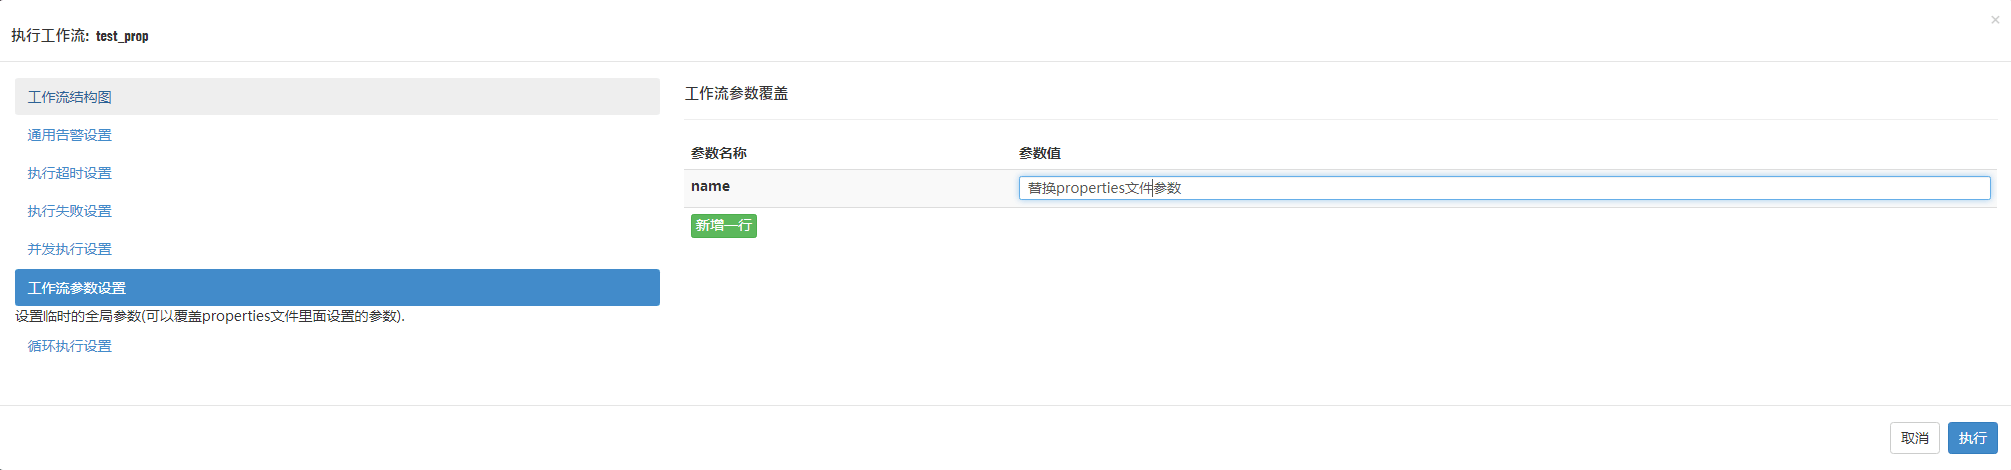 执行工作流: test_prop
×
工作流结构图
通用告警设置
执行超时设置
执行失败设置
并发执行设置
工作流参数设置
设置临时的全局参数(可以覆盖properties文件里面设置的参数).
循环执行设置
工作流参数覆盖
参数名称 参数值
name 替换properties文件参数
新增一行
取消 执行